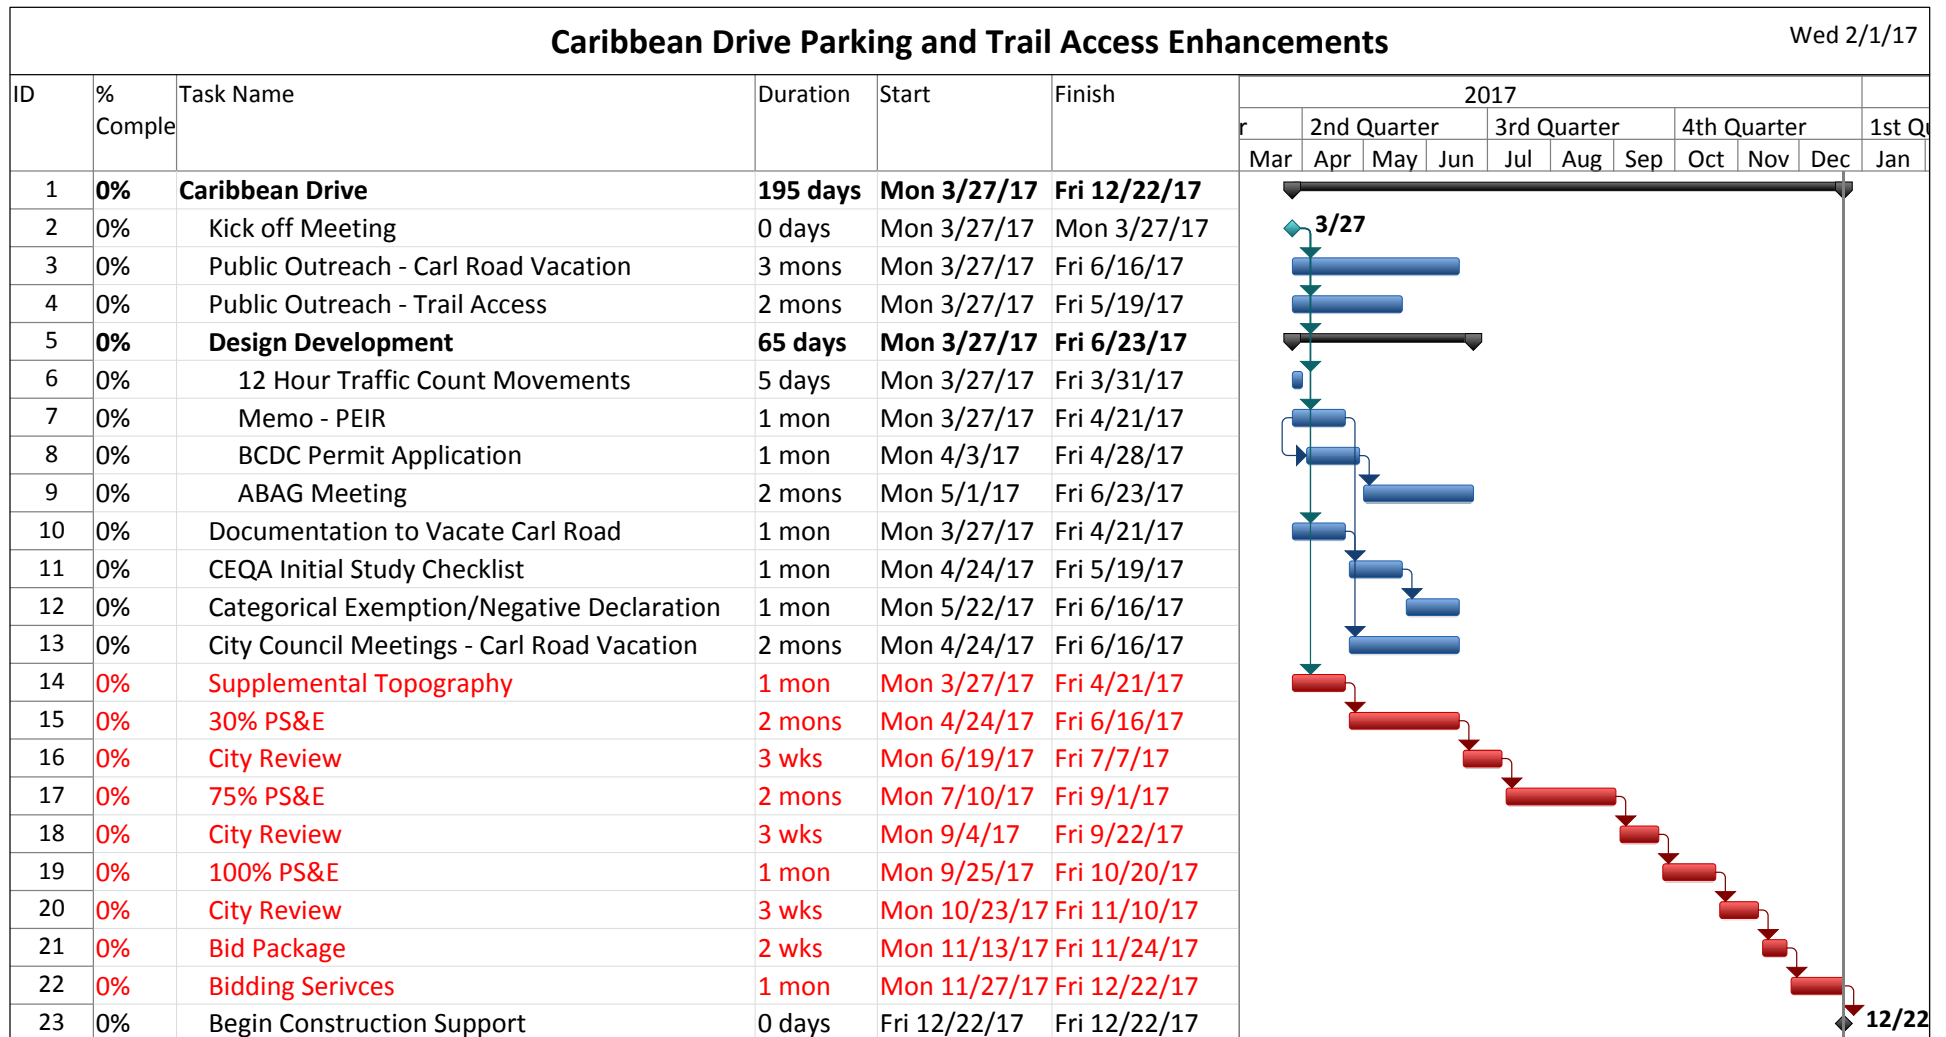 Caribbean Drive Parking and Trail Access Enhancements
Wed 2/1/17
ID % Task Name Duration Start Finish 2017
Comple r 2nd Quarter 3rd Quarter 4th Quarter 1st Qu
Mar Apr May Jun Jul Aug Sep Oct Nov Dec Jan
1 0% Caribbean Drive 195 days Mon 3/27/17 Fri 12/22/17
2 0% Kick off Meeting 0 days Mon 3/27/17 Mon 3/27/17 3/27
3 0% Public Outreach - Carl Road Vacation 3 mons Mon 3/27/17 Fri 6/16/17
4 0% Public Outreach - Trail Access 2 mons Mon 3/27/17 Fri 5/19/17
5 0% Design Development 65 days Mon 3/27/17 Fri 6/23/17
6 0% 12 Hour Traffic Count Movements 5 days Mon 3/27/17 Fri 3/31/17
7 0% Memo - PEIR 1 mon Mon 3/27/17 Fri 4/21/17
8 0% BCDC Permit Application 1 mon Mon 4/3/17 Fri 4/28/17
9 0% ABAG Meeting 2 mons Mon 5/1/17 Fri 6/23/17
10 0% Documentation to Vacate Carl Road 1 mon Mon 3/27/17 Fri 4/21/17
11 0% CEQA Initial Study Checklist 1 mon Mon 4/24/17 Fri 5/19/17
12 0% Categorical Exemption/Negative Declaration 1 mon Mon 5/22/17 Fri 6/16/17
13 0% City Council Meetings - Carl Road Vacation 2 mons Mon 4/24/17 Fri 6/16/17
14 0% Supplemental Topography 1 mon Mon 3/27/17 Fri 4/21/17
15 0% 30% PS&E 2 mons Mon 4/24/17 Fri 6/16/17
16 0% City Review 3 wks Mon 6/19/17 Fri 7/7/17
17 0% 75% PS&E 2 mons Mon 7/10/17 Fri 9/1/17
18 0% City Review 3 wks Mon 9/4/17 Fri 9/22/17
19 0% 100% PS&E 1 mon Mon 9/25/17 Fri 10/20/17
20 0% City Review 3 wks Mon 10/23/17 Fri 11/10/17
21 0% Bid Package 2 wks Mon 11/13/17 Fri 11/24/17
22 0% Bidding Serivces 1 mon Mon 11/27/17 Fri 12/22/17
23 0% Begin Construction Support 0 days Fri 12/22/17 Fri 12/22/17 12/22